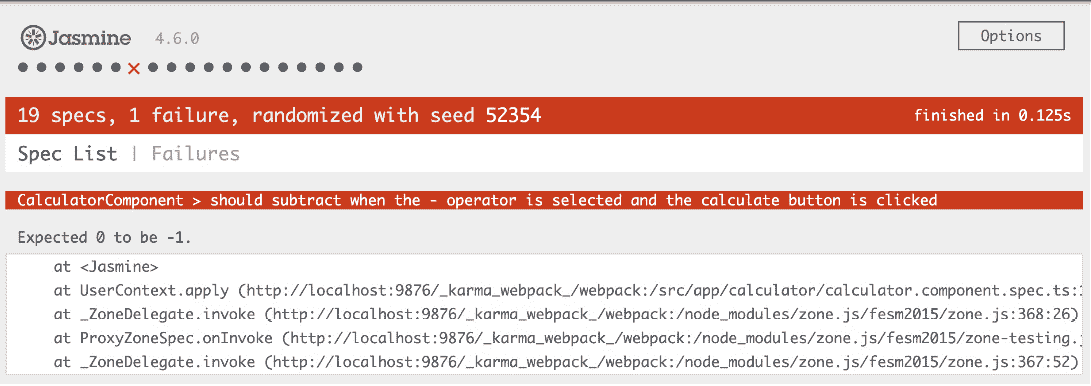 Jasmine 4.6.0
Options
19 specs, 1 failure, randomized with seed 52354
finished in 0.125s
Spec List | Failures
CalculatorComponent > should subtract when the - operator is selected and the calculate button is clicked
Expected 0 to be -1.
at <Jasmine>
at UserContext.apply (http://localhost:9876/_karma_webpack_/webpack:/src/app/calculator/calculator.component.spec.ts:
at _ZoneDelegate.invoke (http://localhost:9876/_karma_webpack_/webpack:/node_modules/zone.js/fesm2015/zone.js:368:26)
at ProxyZoneSpec.onInvoke (http://localhost:9876/_karma_webpack_/webpack:/node_modules/zone.js/fesm2015/zone-testing.
at _ZoneDelegate.invoke (http://localhost:9876/_karma_webpack_/webpack:/node_modules/zone.js/fesm2015/zone.js:367:52)